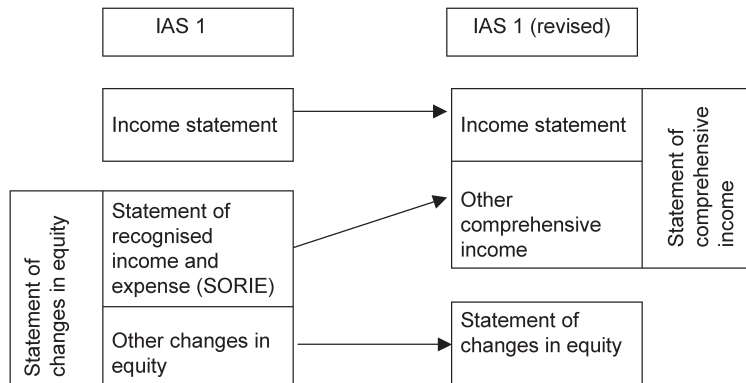 IAS 1
IAS 1 (revised)
Income statement
Income statement
Other
comprehensive
income
Statement of
comprehensive
income
Statement of
changes in equity
Statement of
recognised
income and
expense (SORIE)
Other changes in
equity
Statement of
changes in equity